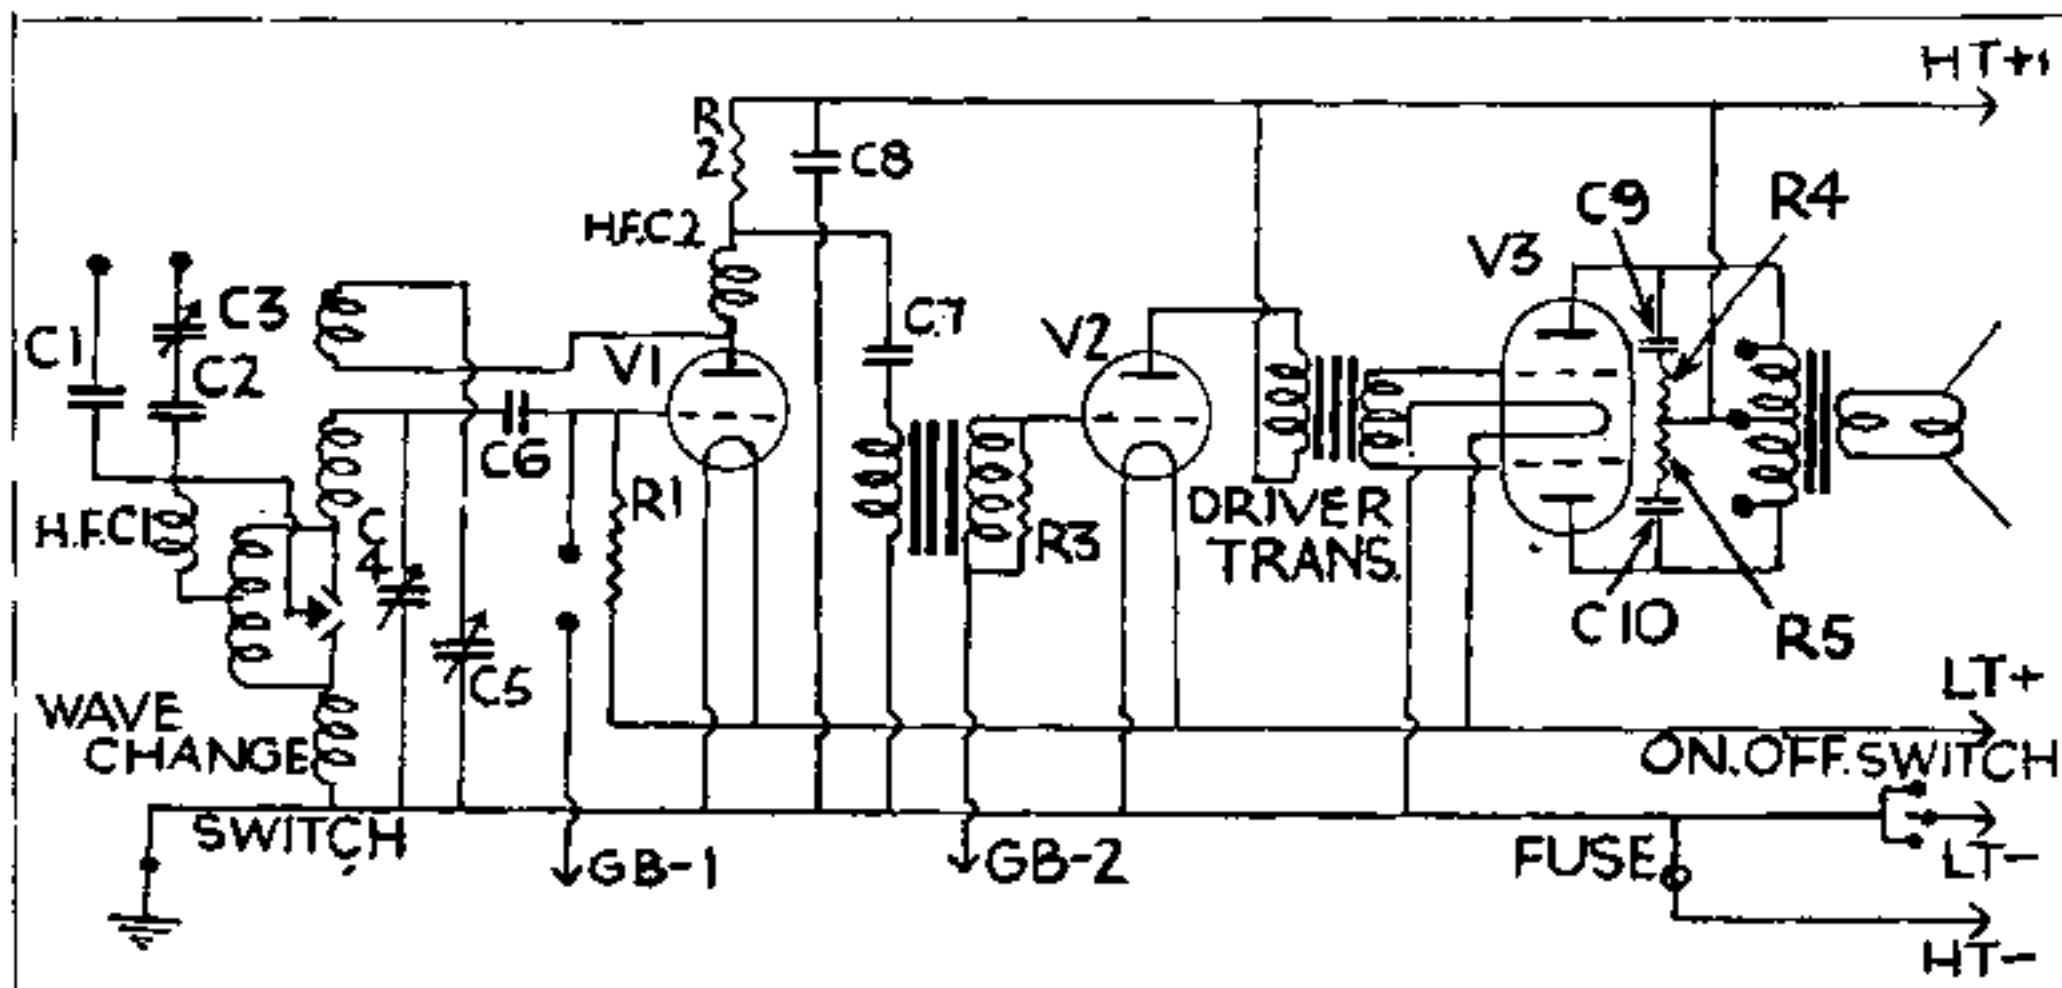 HT+1
R
2
C8
C9
R4
H.F.C2
V3
C1
C3
C2
V1
C7
V2
C6
R1
H.F.C1
C
4
R3
DRIVER
TRANS.
C10
R5
C5
WAVE
CHANGE
SWITCH
LT+
ON.OFF.SWITCH
GB-1
GB-2
FUSE
LT-
HT-